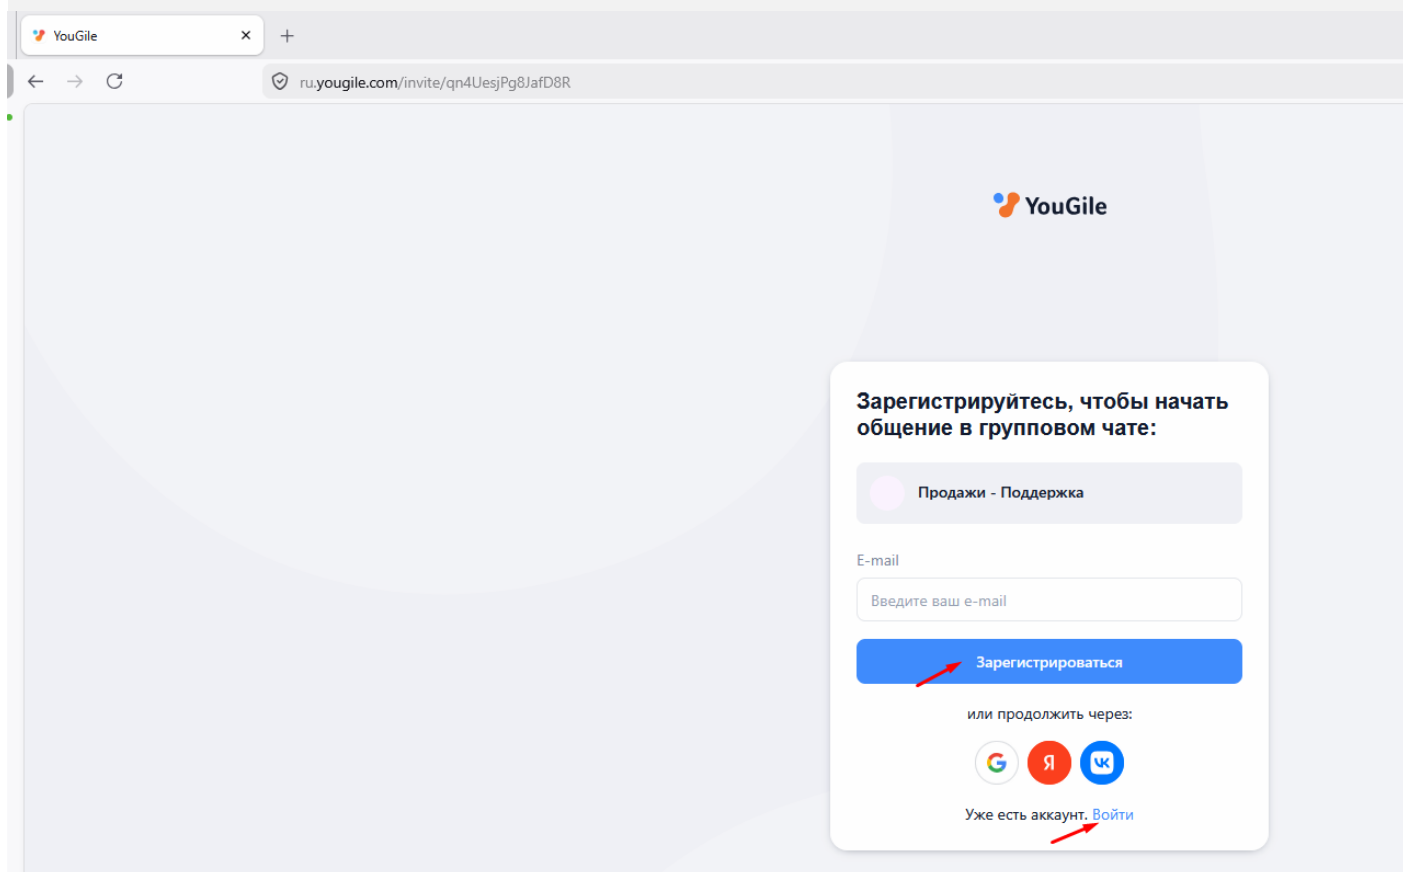 YouGile
ru.yougile.com/invite/qn4UesjPg8JafD8R
YouGile
Зарегистрируйтесь, чтобы начать
общение в групповом чате:
Продажи - Поддержка
E-mail
Введите ваш e-mail
Зарегистрироваться
или продолжить через:
G Я VK
Уже есть аккаунт. Войти